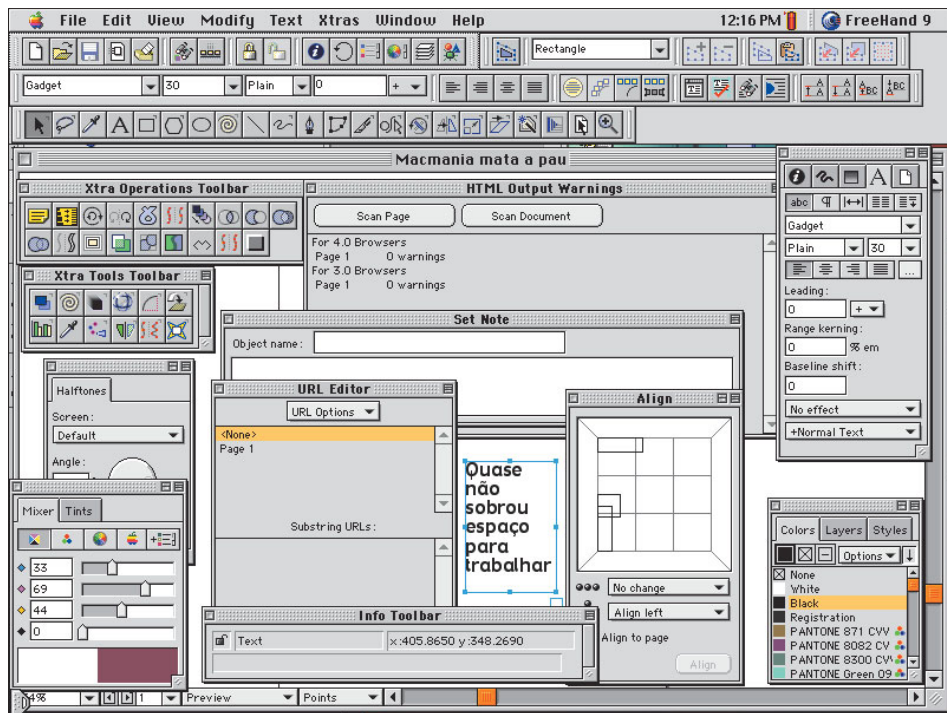 File Edit View Modify Text Xtras Window Help 12:16 PM FreeHand 9
Rectangle
Gadget 30 Plain 0 +
Macmania mata a pau
Xtra Operations Toolbar
HTML Output Warnings
Scan Page Scan Document
For 4.0 Browsers
Page 1 0 warnings
For 3.0 Browsers
Page 1 0 warnings
abc
Gadget
Plain 30
Leading:
0 +
Range kerning:
0 % em
Baseline shift:
0
No effect
+Normal Text
Xtra Tools Toolbar
Set Note
Object name:
Halftones
Screen:
Default
Angle:
URL Editor
URL Options
<None>
Page 1
Substring URLs:
Quase
não
sobrou
espaço
para
trabalhar
Align
No change
Align left
Align to page
Align
Mixer Tints
33
69
44
0
Colors Layers Styles
Options
None
White
Black
Registration
PANTONE 871 CVV
PANTONE 8082 CV
PANTONE 8300 CV
PANTONE Green 09
Info Toolbar
Text x:405.8650 y:348.2690
4% 1 Preview Points